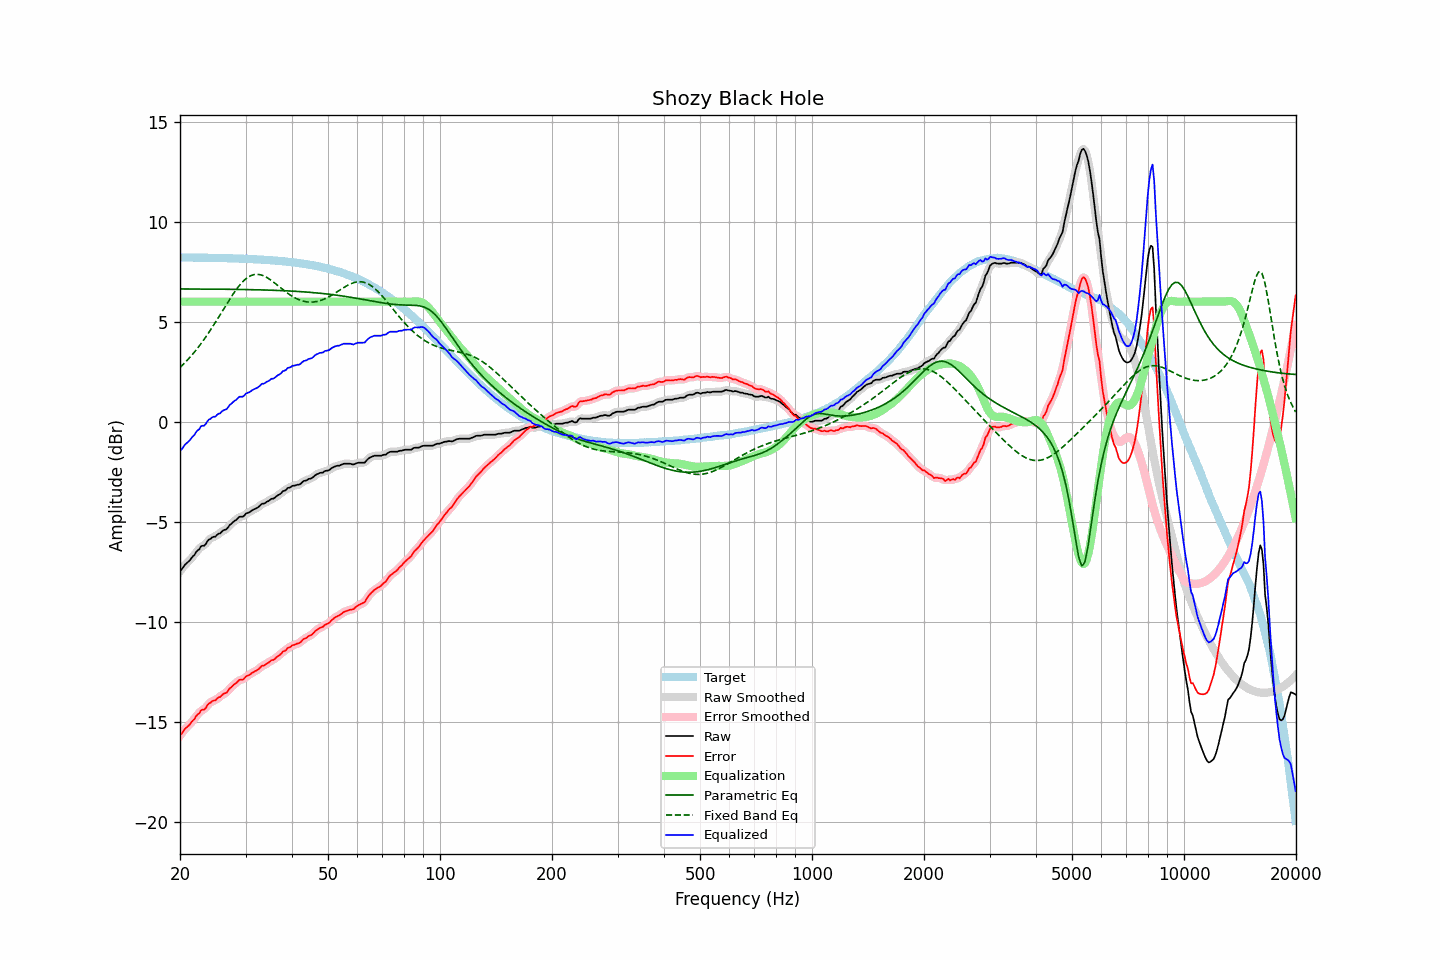 Shozy Black Hole
Amplitude (dBr)
15
10
5
0
−5
−10
−15
−20
Target
Raw Smoothed
Error Smoothed
Raw
Error
Equalization
Parametric Eq
Fixed Band Eq
Equalized
20 50 100 200 500 1000 2000 5000 10000 20000
Frequency (Hz)